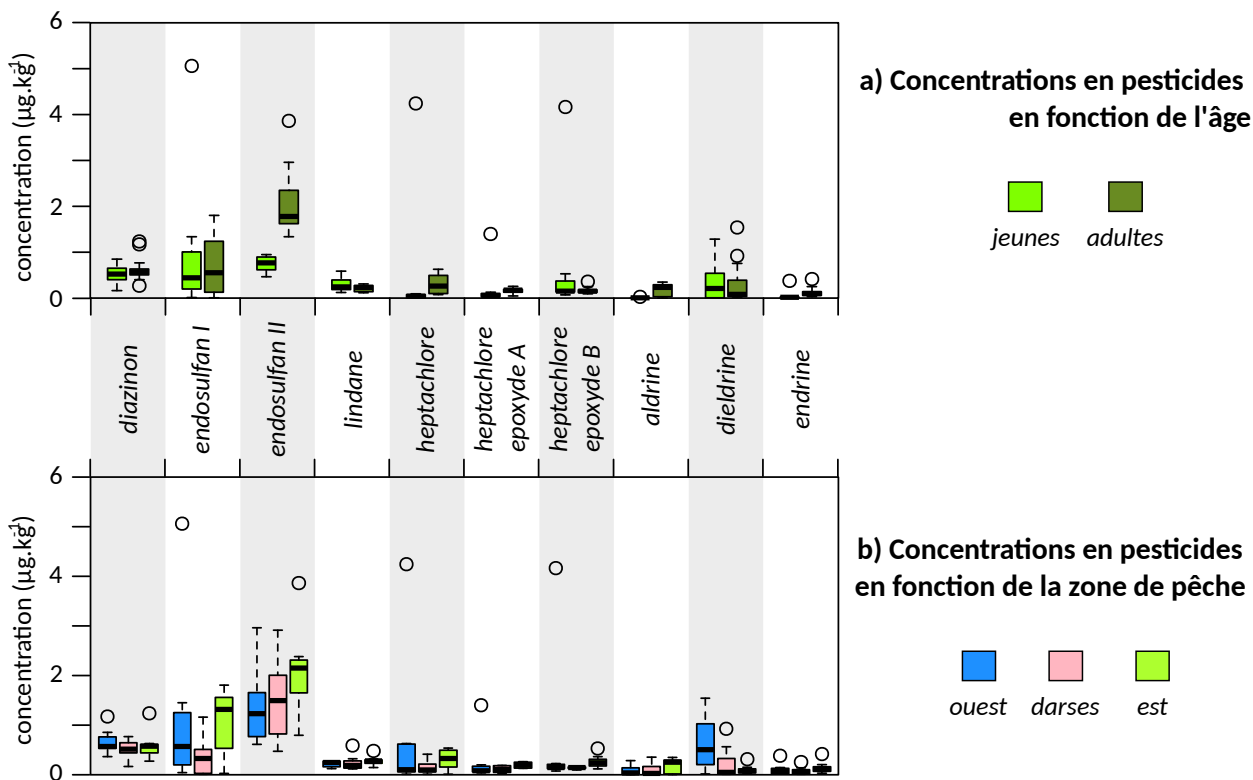 6
4
2
0
concentration (µg.kg-1)
a) Concentrations en pesticides
en fonction de l'âge
jeunes adultes
diazinon
endosulfan I
endosulfan II
lindane
heptachlore
heptachlore
epoxyde A
heptachlore
epoxyde B
aldrine
dieldrine
endrine
6
4
2
0
concentration (µg.kg-1)
b) Concentrations en pesticides
en fonction de la zone de pêche
ouest darses est